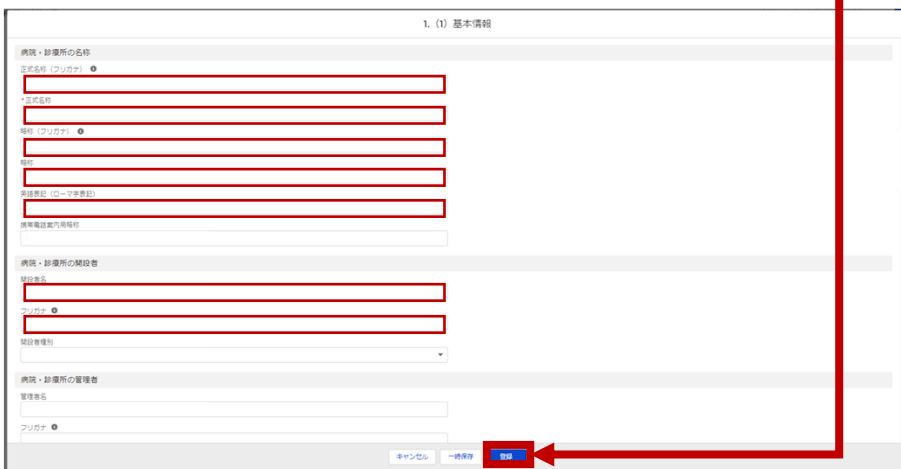 1.（1）基本情報
病院・診療所の名称
正式名称（フリガナ）
*正式名称
略称（フリガナ）
略称
英語表記（ローマ字表記）
携帯電話案内用略称
病院・診療所の開設者
開設者名
フリガナ
開設者種別
病院・診療所の管理者
管理者名
フリガナ
キャンセル 一時保存 登録